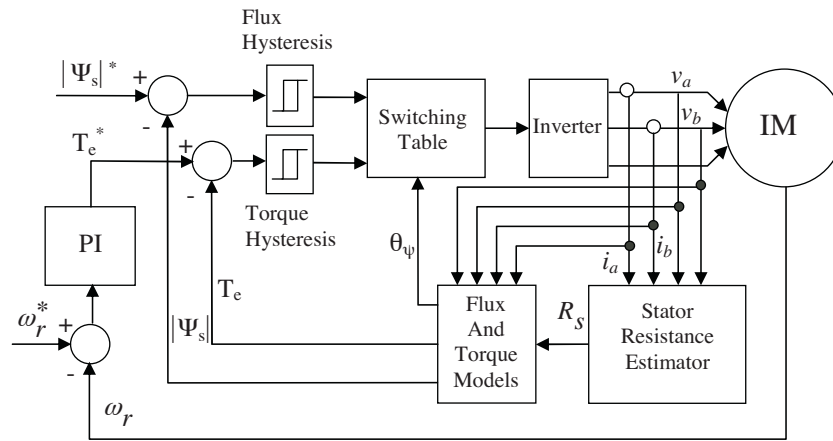 Flux
Hysteresis
|Ψs|*
+
-
Te*
+
-
Switching
Table
Inverter
va
vb
IM
Torque
Hysteresis
PI
θψ
ia
ib
Te
ωr*
+
-
|Ψs|
Flux
And
Torque
Models
Rs
Stator
Resistance
Estimator
ωr